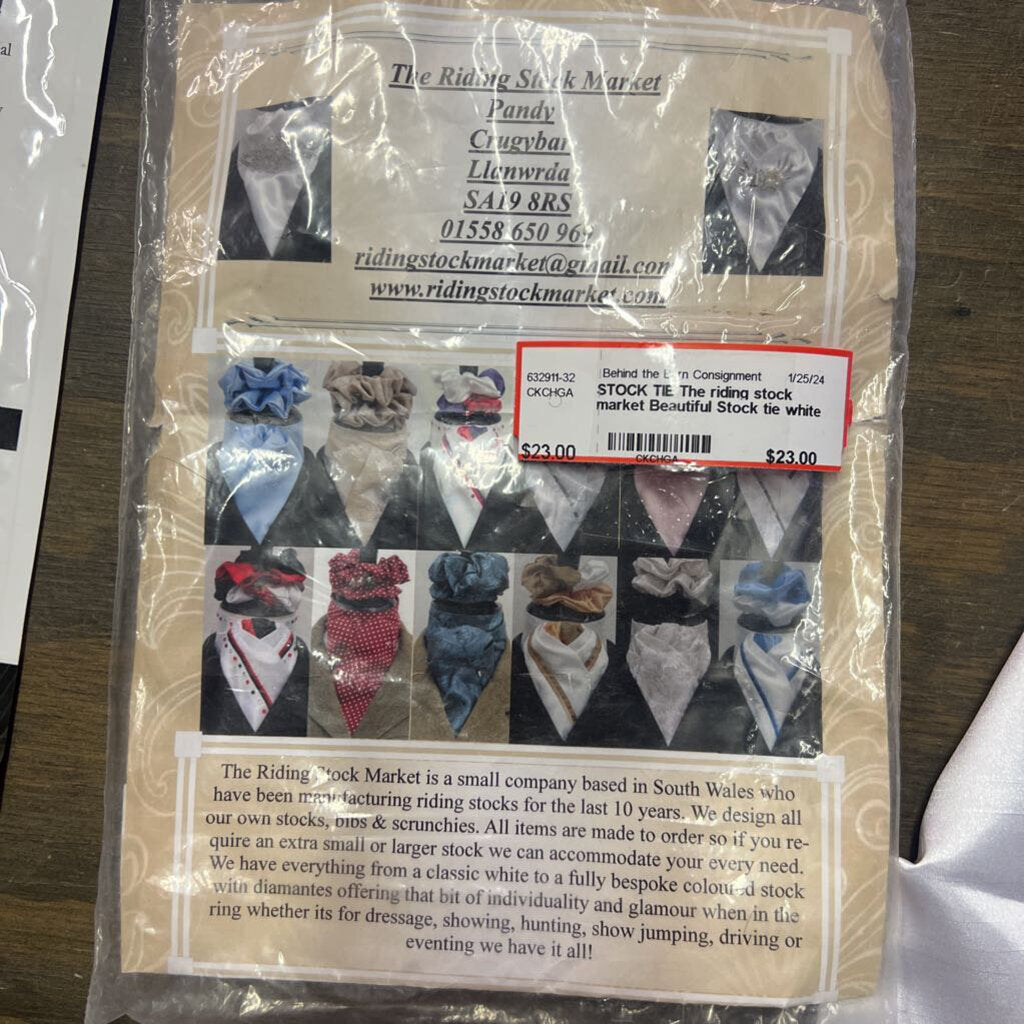 al
The Riding Stock Market
Pandy
Crugybar
Llanwrda
SA19 8RS
01558 650 969
ridingstockmarket@gmail.com
www.ridingstockmarket.com
632911-32
CKCHGA
Behind the Barn Consignment
1/25/24
STOCK TIE The riding stock
market Beautiful Stock tie white
$23.00
CKCHGA
$23.00
The Riding Stock Market is a small company based in South Wales who
have been manufacturing riding stocks for the last 10 years. We design all
our own stocks, bibs & scrunchies. All items are made to order so if you re-
quire an extra small or larger stock we can accommodate your every need.
We have everything from a classic white to a fully bespoke coloured stock
with diamantes offering that bit of individuality and glamour when in the
ring whether its for dressage, showing, hunting, show jumping, driving or
eventing we have it all!